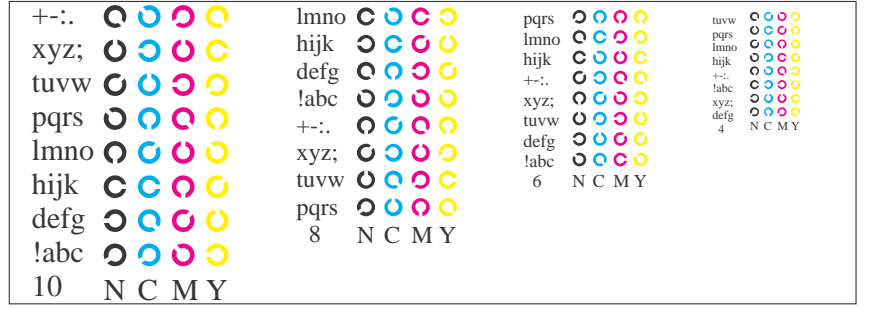 +-:.
xyz;
tuvw
pqrs
lmno
hijk
defg
!abc
10 N C M Y
lmno
hijk
defg
!abc
+-:.
xyz;
tuvw
pqrs
8 N C M Y
pqrs
lmno
hijk
+-:.
xyz;
tuvw
defg
!abc
6 N C M Y
tuvw
pqrs
lmno
hijk
+-:.
!abc
xyz;
defg
4 N C M Y